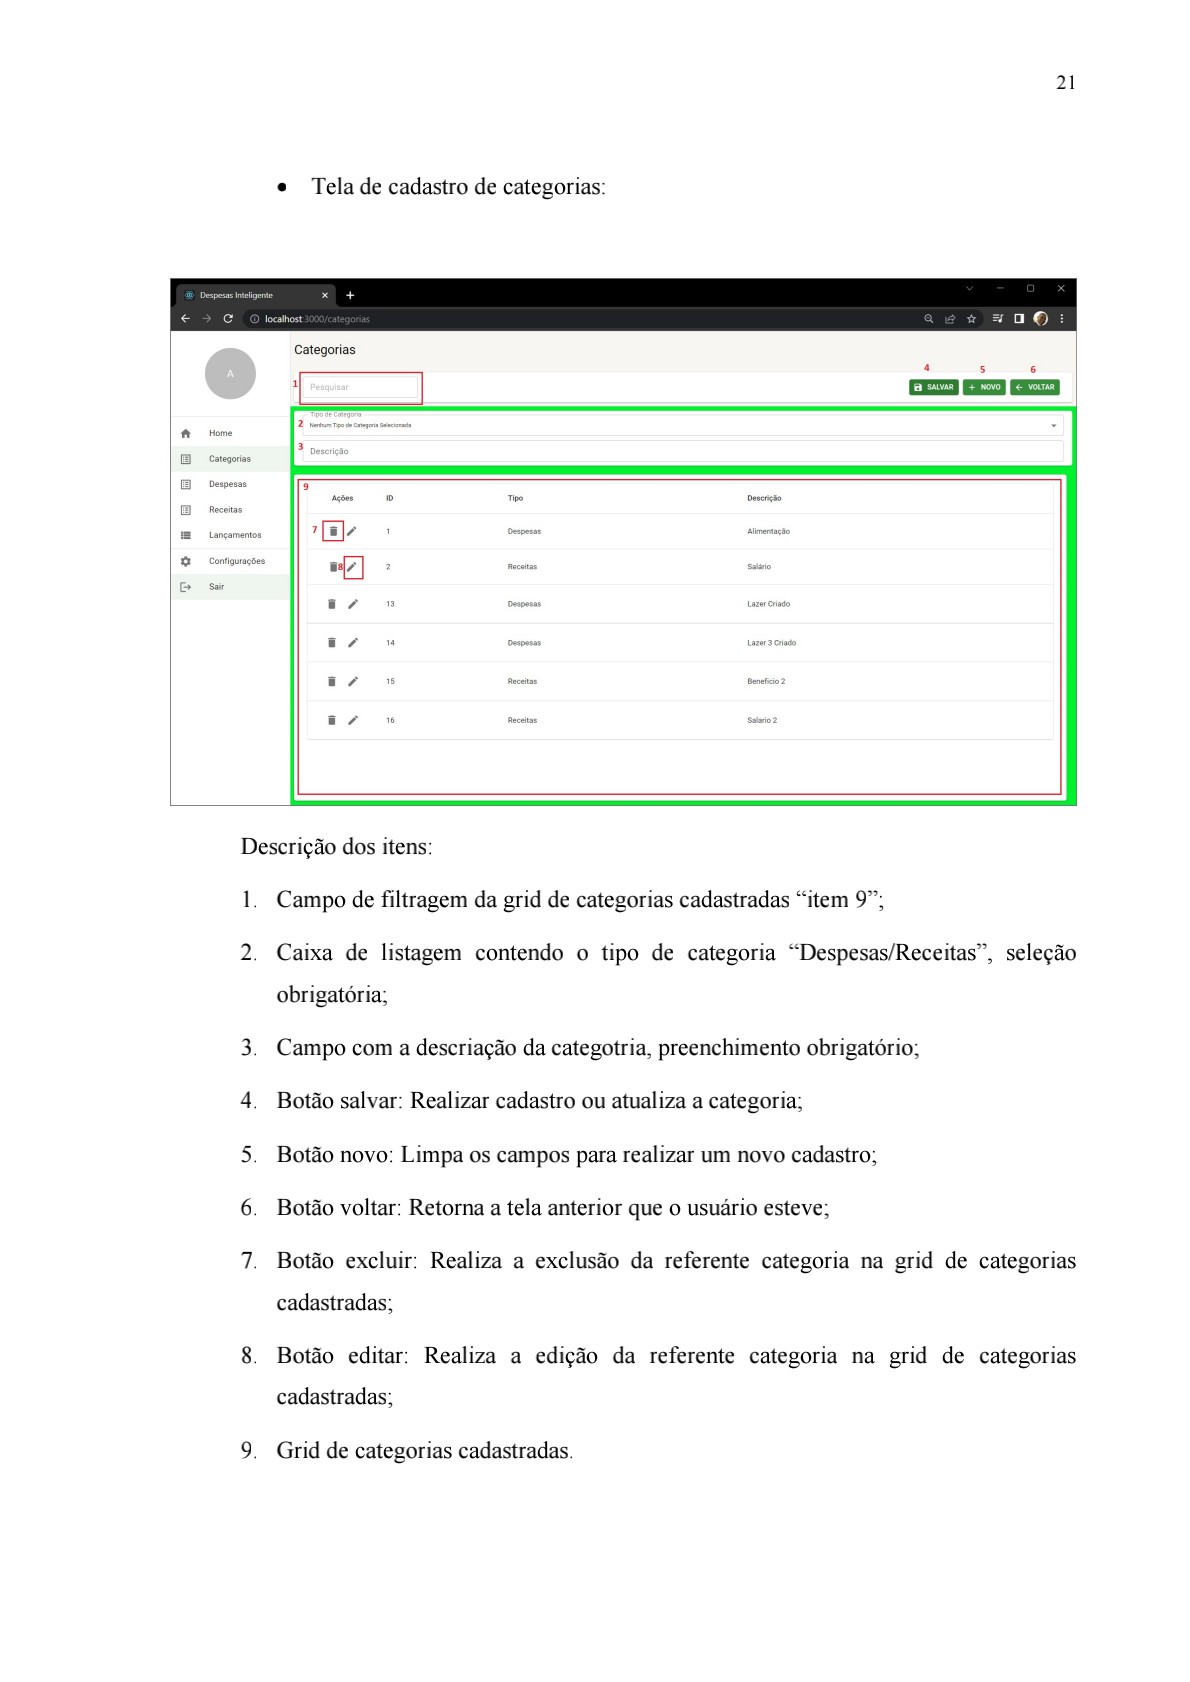 21
• Tela de cadastro de categorias:
Despesas Inteligente
localhost:3000/categorias
A
Categorias
1 Pesquisar
4 5 6
SALVAR + NOVO VOLTAR
Tipo de Categoria
2 Nenhum Tipo de Categoria Selecionada
3 Descrição
Home
Categorias
Despesas
Receitas
Lançamentos
Configurações
Sair
9
Ações ID Tipo Descrição
7 1 Despesas Alimentação
8 2 Receitas Salário
13 Despesas Lazer Criado
14 Despesas Lazer 3 Criado
15 Receitas Beneficio 2
16 Receitas Salario 2
Descrição dos itens:
1. Campo de filtragem da grid de categorias cadastradas “item 9”;
2. Caixa de listagem contendo o tipo de categoria “Despesas/Receitas”, seleção
obrigatória;
3. Campo com a descriação da categotria, preenchimento obrigatório;
4. Botão salvar: Realizar cadastro ou atualiza a categoria;
5. Botão novo: Limpa os campos para realizar um novo cadastro;
6. Botão voltar: Retorna a tela anterior que o usuário esteve;
7. Botão excluir: Realiza a exclusão da referente categoria na grid de categorias
cadastradas;
8. Botão editar: Realiza a edição da referente categoria na grid de categorias
cadastradas;
9. Grid de categorias cadastradas.